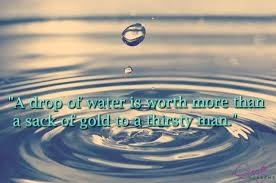 "A drop of water is worth more than
a sack of gold to a thirsty man."